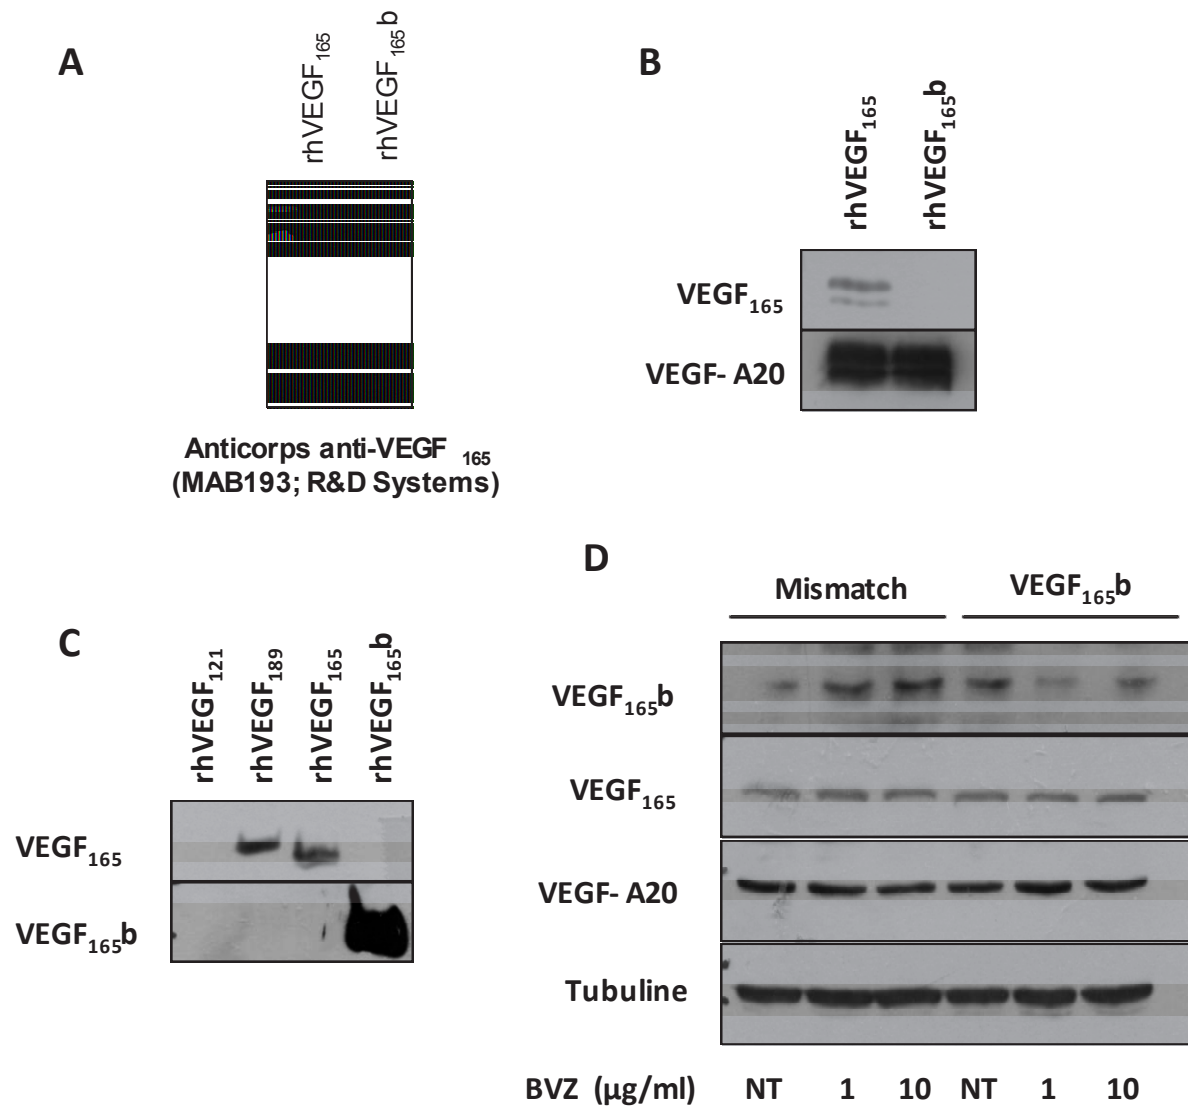 A
rhVEGF165
rhVEGF165b
Anticorps anti-VEGF 165
(MAB193; R&D Systems)
B
rhVEGF165
rhVEGF165b
VEGF165
VEGF- A20
C
rhVEGF121
rhVEGF189
rhVEGF165
rhVEGF165b
VEGF165
VEGF165b
D
Mismatch VEGF165b
VEGF165b
VEGF165
VEGF- A20
Tubuline
BVZ (µg/ml) NT 1 10 NT 1 10